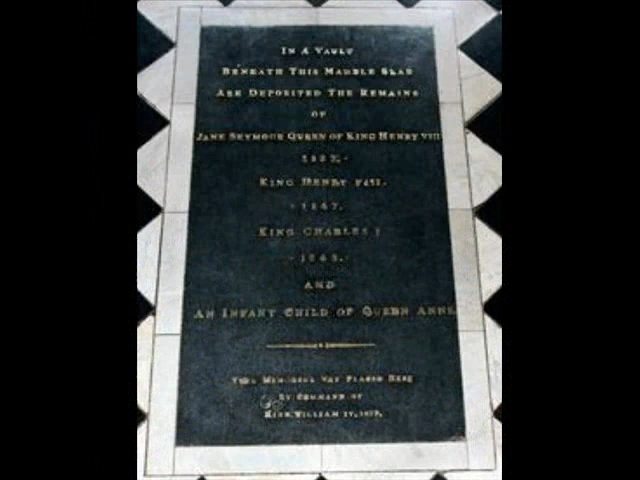 In A Vault
Beneath This Marble Slab
Are Deposited The Remains
of
Jane Seymour Queen of King Henry VIII
1537.
King Henry VIII.
1547.
King Charles I
1648.
and
An Infant Child of Queen Anne.
This Memorial Was Placed Here
By Command of
King William IV. 1837.